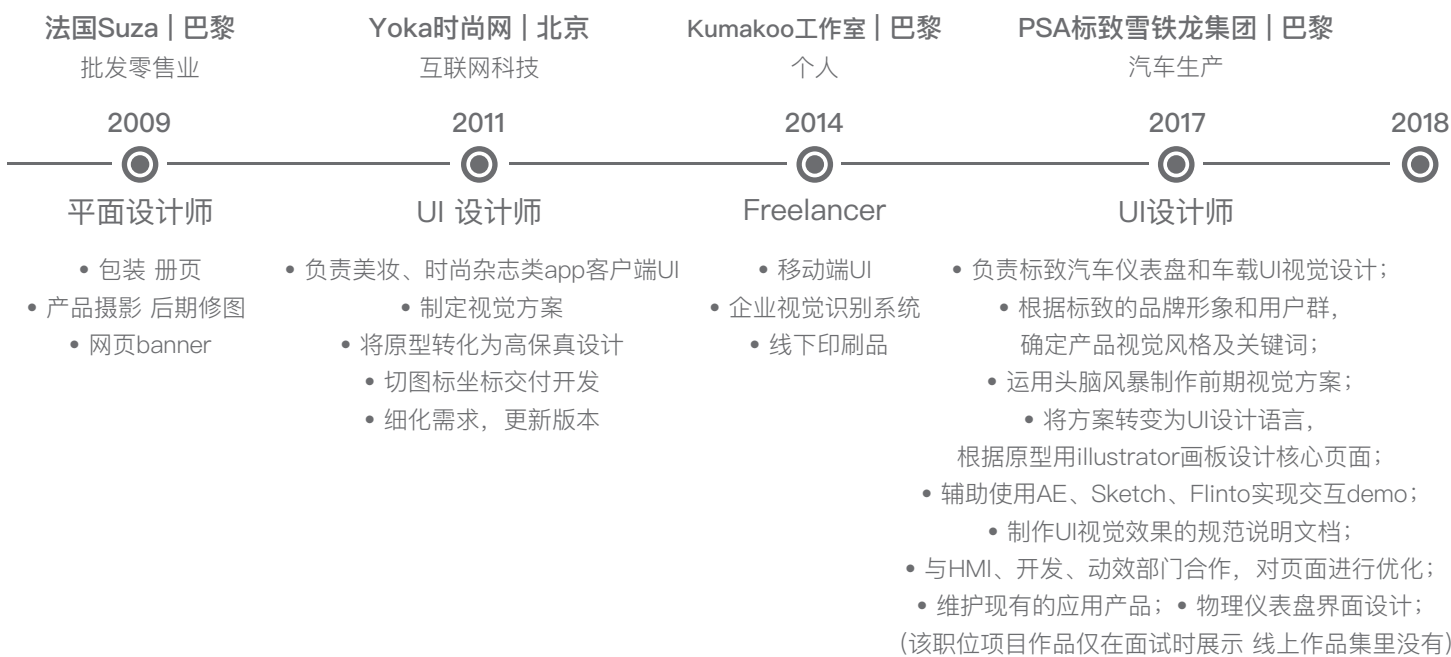 法国Suza | 巴黎
批发零售业
2009
平面设计师
• 包装 册页
• 产品摄影 后期修图
• 网页banner
Yoka时尚网 | 北京
互联网科技
2011
UI 设计师
• 负责美妆、时尚杂志类app客户端UI
• 制定视觉方案
• 将原型转化为高保真设计
• 切图标坐标交付开发
• 细化需求，更新版本
Kumakoo工作室 | 巴黎
个人
2014
Freelancer
• 移动端UI
• 企业视觉识别系统
• 线下印刷品
PSA标致雪铁龙集团 | 巴黎
汽车生产
2017
UI设计师
• 负责标致汽车仪表盘和车载UI视觉设计；
• 根据标致的品牌形象和用户群，
确定产品视觉风格及关键词；
• 运用头脑风暴制作前期视觉方案；
• 将方案转变为UI设计语言，
根据原型用illustrator画板设计核心页面；
• 辅助使用AE、Sketch、Flinto实现交互demo；
• 制作UI视觉效果的规范说明文档；
• 与HMI、开发、动效部门合作，对页面进行优化；
• 维护现有的应用产品；• 物理仪表盘界面设计；
（该职位项目作品仅在面试时展示 线上作品集里没有）
2018